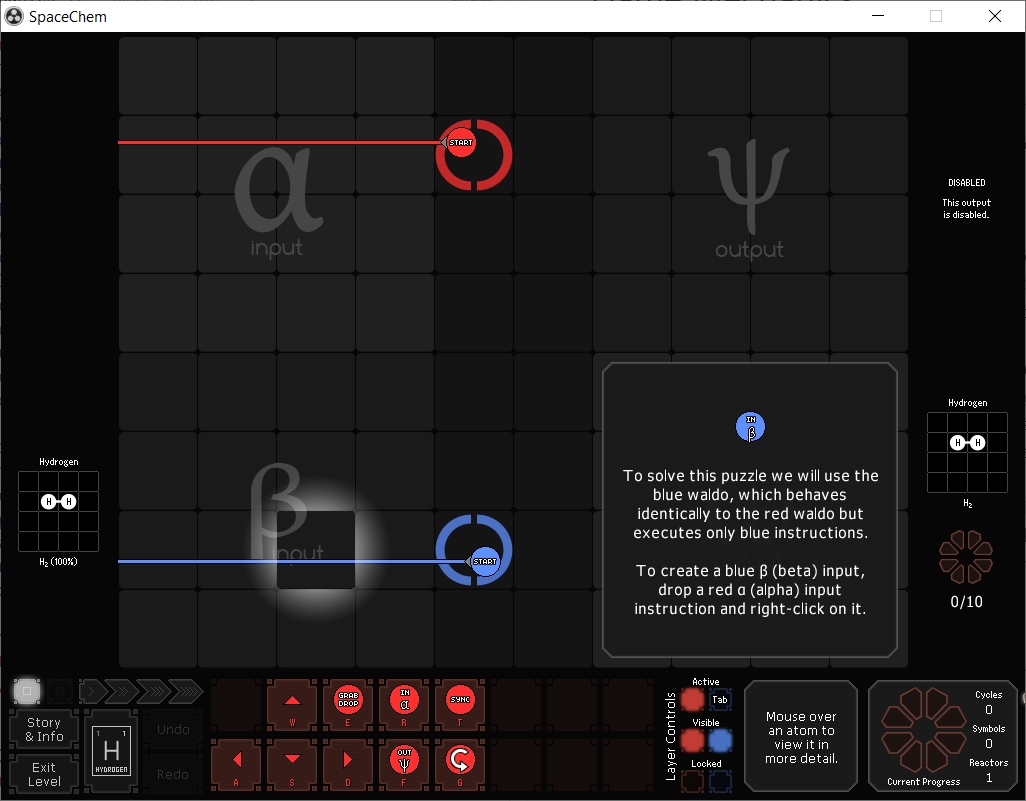 SpaceChem
START
α
input
ψ
output
DISABLED
This output
is disabled.
Hydrogen
H H
H₂
0/10
β
input
START
Hydrogen
H H
H₂ (100%)
IN
β
To solve this puzzle we will use the
blue waldo, which behaves
identically to the red waldo but
executes only blue instructions.
To create a blue β (beta) input,
drop a red α (alpha) input
instruction and right-click on it.
Story
& Info
Exit
Level
1 1
H
HYDROGEN
Undo
Redo
W
GRAB
DROP
E
IN
α
R
SYNC
T
A
S
D
OUT
ψ
F
G
Layer Controls
Active
Tab
Visible
Locked
Mouse over
an atom to
view it in
more detail.
Cycles
0
Symbols
0
Reactors
1
Current Progress